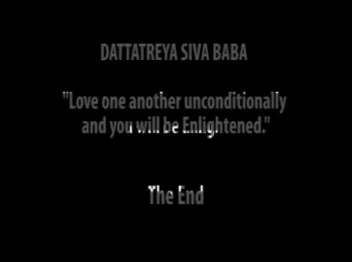 DATTATREYA SIVA BABA
"Love one another unconditionally
and you will be Enlightened."
The End